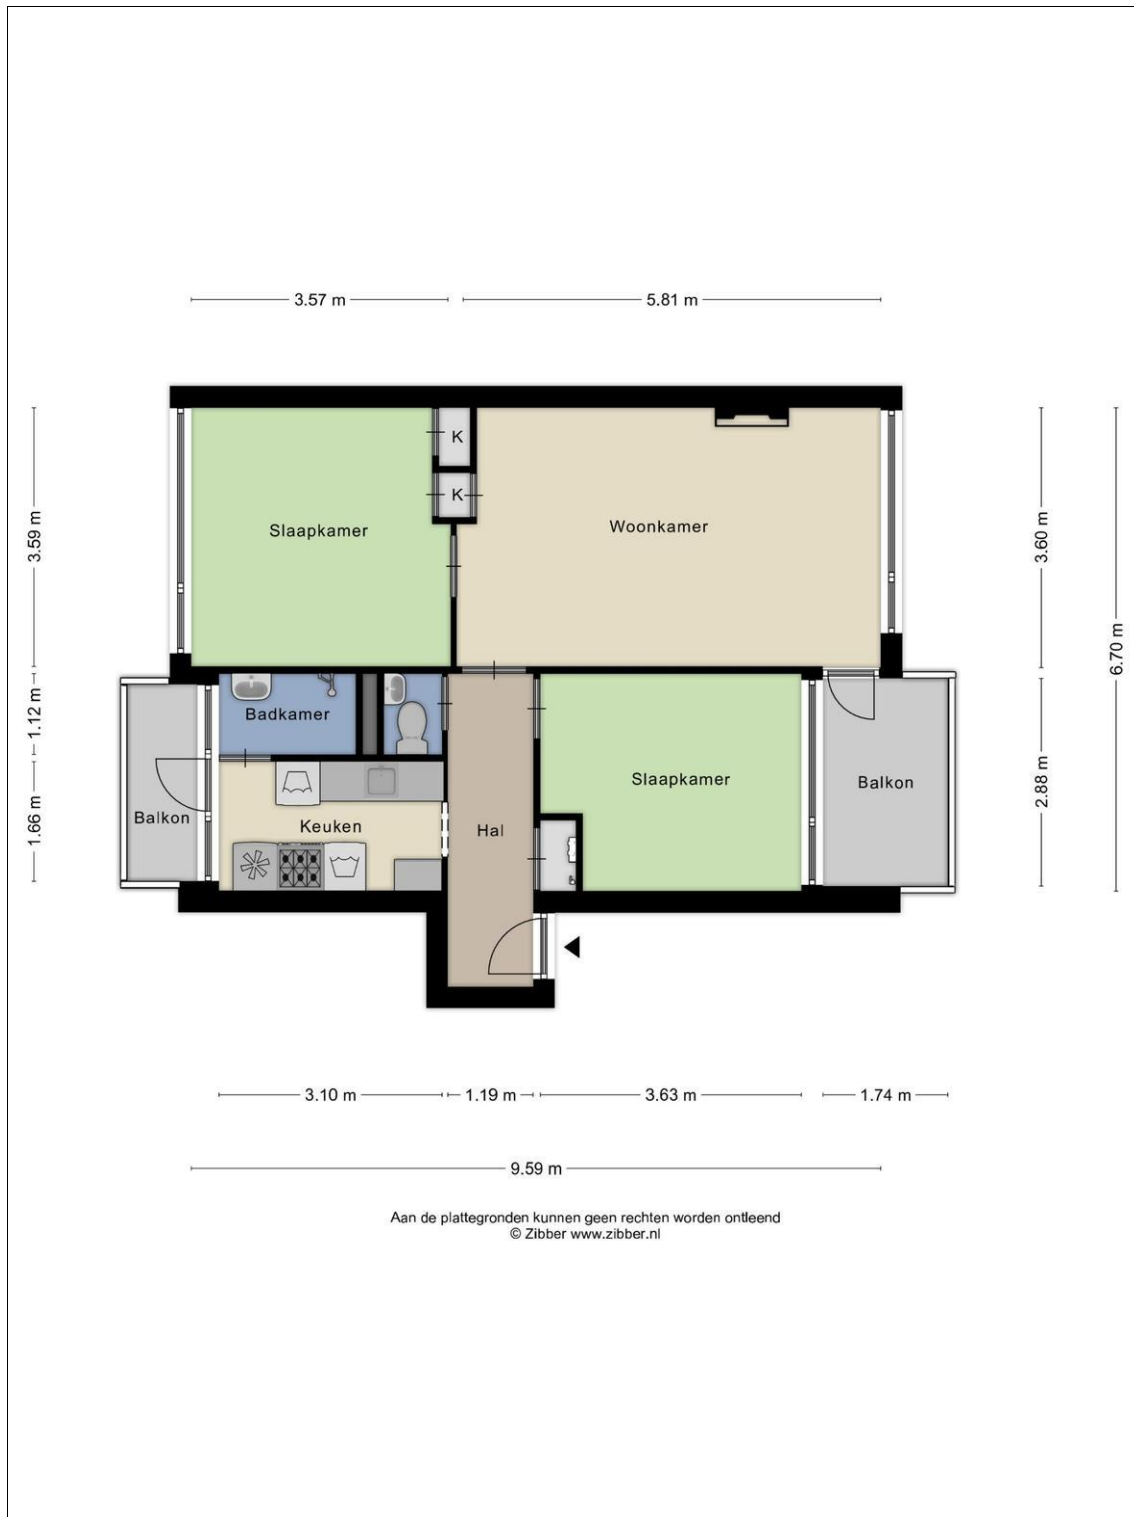 3.57 m
5.81 m
3.59 m
1.12 m
1.66 m
3.60 m
2.88 m
6.70 m
K
K
Slaapkamer
Woonkamer
Badkamer
Slaapkamer
Balkon
Balkon
Keuken
Hal
3.10 m
1.19 m
3.63 m
1.74 m
9.59 m
Aan de plattegronden kunnen geen rechten worden ontleend
© Zibber www.zibber.nl